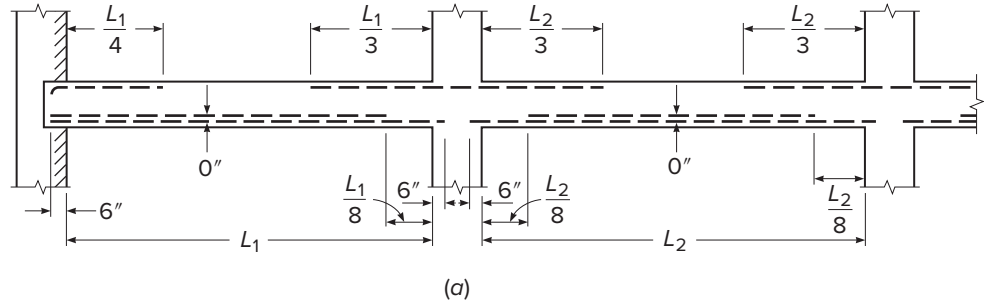 L1/4 L1/3 L2/3 L2/3
0″ 0″
6″ L1/8 6″ 6″ L2/8 L2/8
L1 L2
(a)